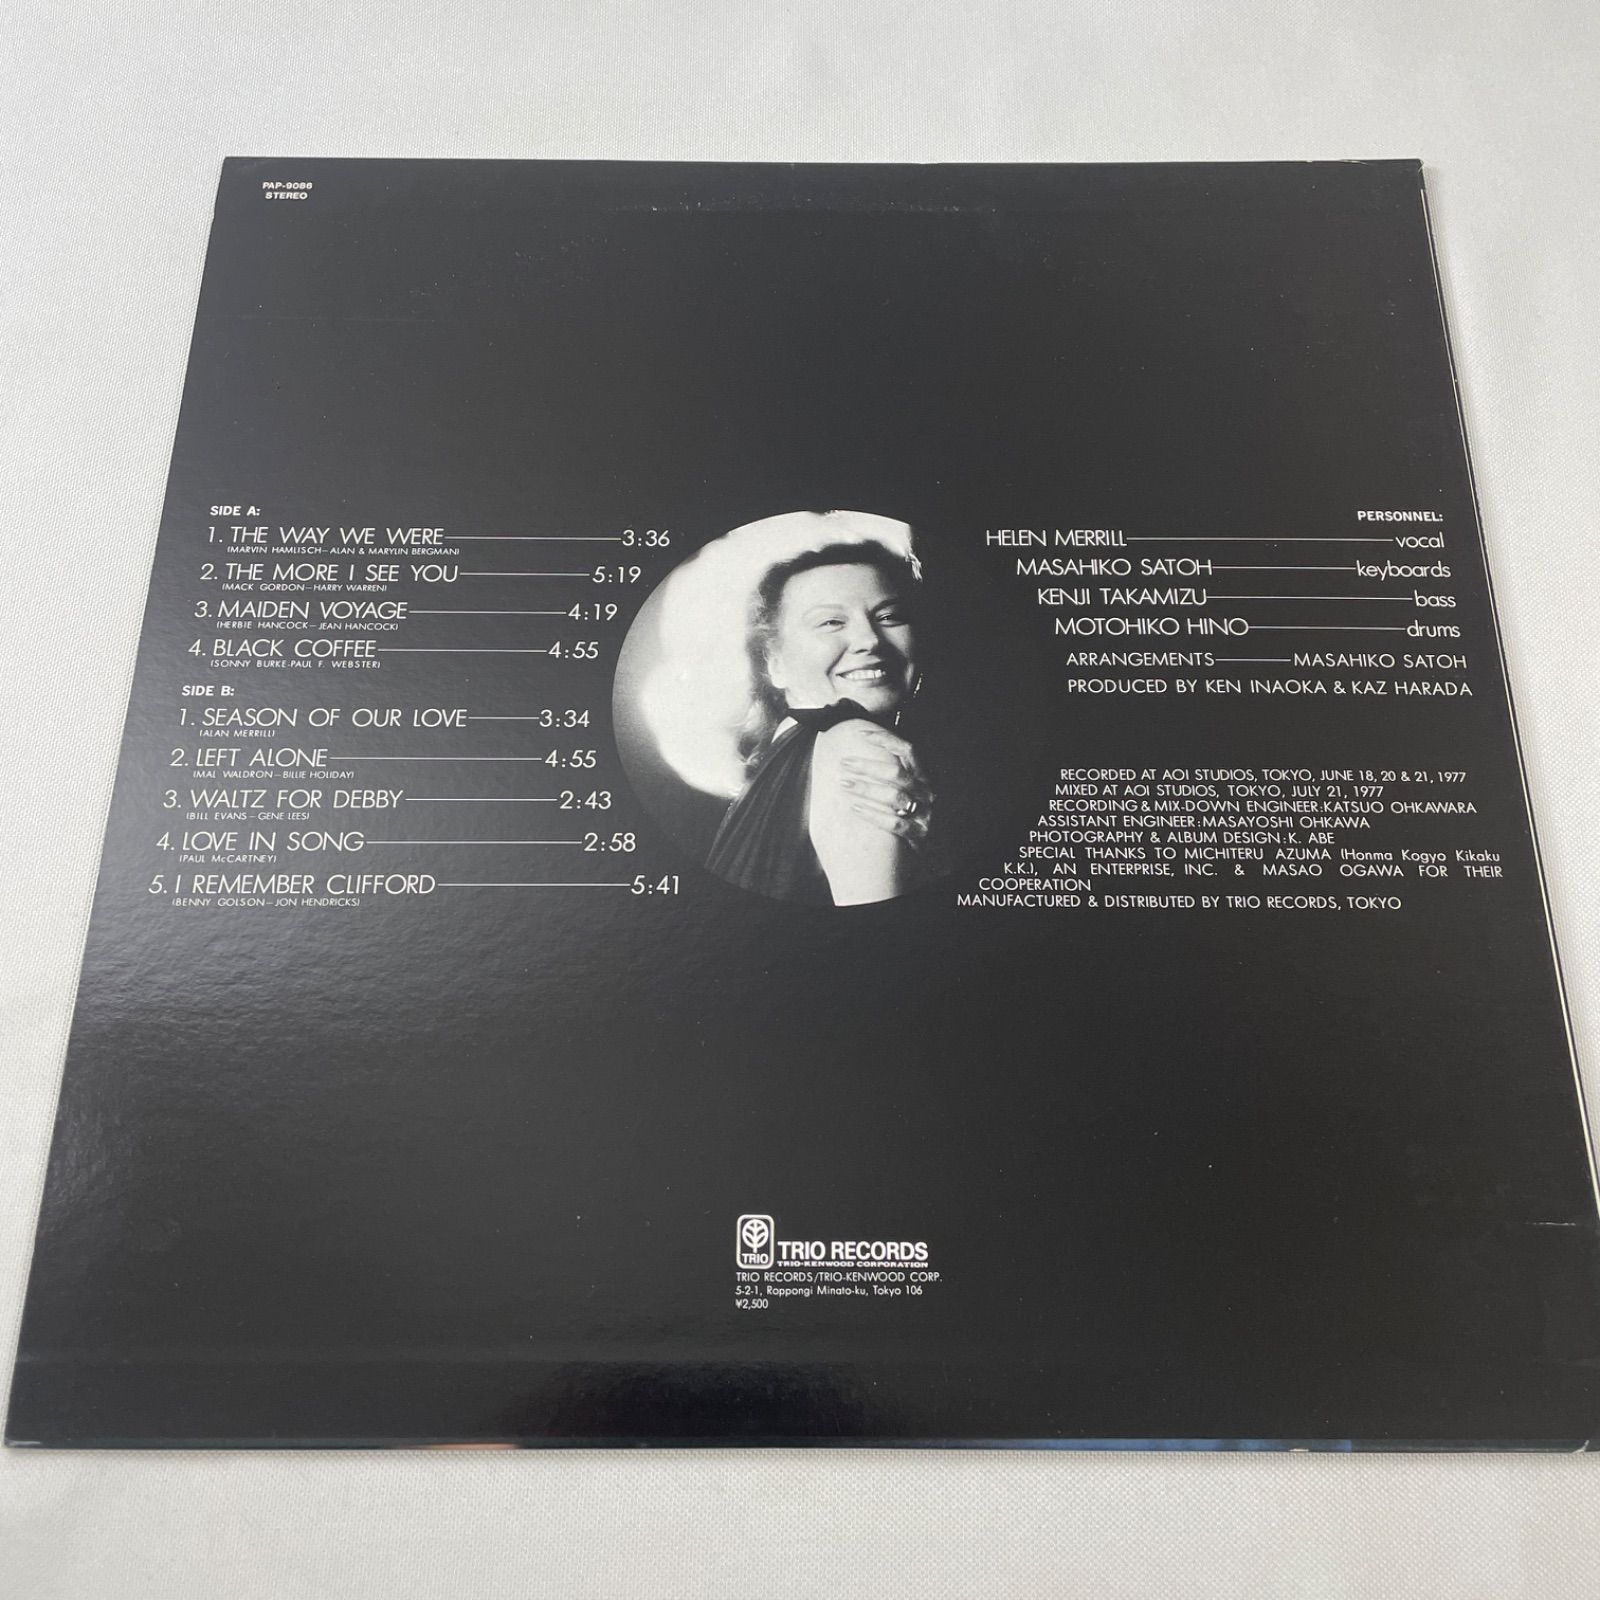 PAP-9086
STEREO
SIDE A:
1. THE WAY WE WERE 3:36
(MARVIN HAMLISCH–ALAN & MARYLIN BERGMAN)
2. THE MORE I SEE YOU 5:19
(MACK GORDON–HARRY WARREN)
3. MAIDEN VOYAGE 4:19
(HERBIE HANCOCK–JEAN HANCOCK)
4. BLACK COFFEE 4:55
(SONNY BURKE-PAUL F. WEBSTER)
SIDE B:
1. SEASON OF OUR LOVE 3:34
(ALAN MERRILL)
2. LEFT ALONE 4:55
(MAL WALDRON–BILLIE HOLIDAY)
3. WALTZ FOR DEBBY 2:43
(BILL EVANS–GENE LEES)
4. LOVE IN SONG 2:58
(PAUL McCARTNEY)
5. I REMEMBER CLIFFORD 5:41
(BENNY GOLSON–JON HENDRICKS)
PERSONNEL:
HELEN MERRILL vocal
MASAHIKO SATOH keyboards
KENJI TAKAMIZU bass
MOTOHIKO HINO drums
ARRANGEMENTS MASAHIKO SATOH
PRODUCED BY KEN INAOKA & KAZ HARADA
RECORDED AT AOI STUDIOS, TOKYO, JUNE 18, 20 & 21, 1977
MIXED AT AOI STUDIOS, TOKYO, JULY 21, 1977
RECORDING & MIX-DOWN ENGINEER:KATSUO OHKAWARA
ASSISTANT ENGINEER:MASAYOSHI OHKAWA
PHOTOGRAPHY & ALBUM DESIGN:K. ABE
SPECIAL THANKS TO MICHITERU AZUMA (Honma Kogyo Kikaku
K.K.), AN ENTERPRISE, INC. & MASAO OGAWA FOR THEIR
COOPERATION
MANUFACTURED & DISTRIBUTED BY TRIO RECORDS, TOKYO
TRIO
TRIO RECORDS
TRIO-KENWOOD CORPORATION
TRIO RECORDS/TRIO-KENWOOD CORP.
5-2-1, Roppongi Minato-ku, Tokyo 106
¥2,500